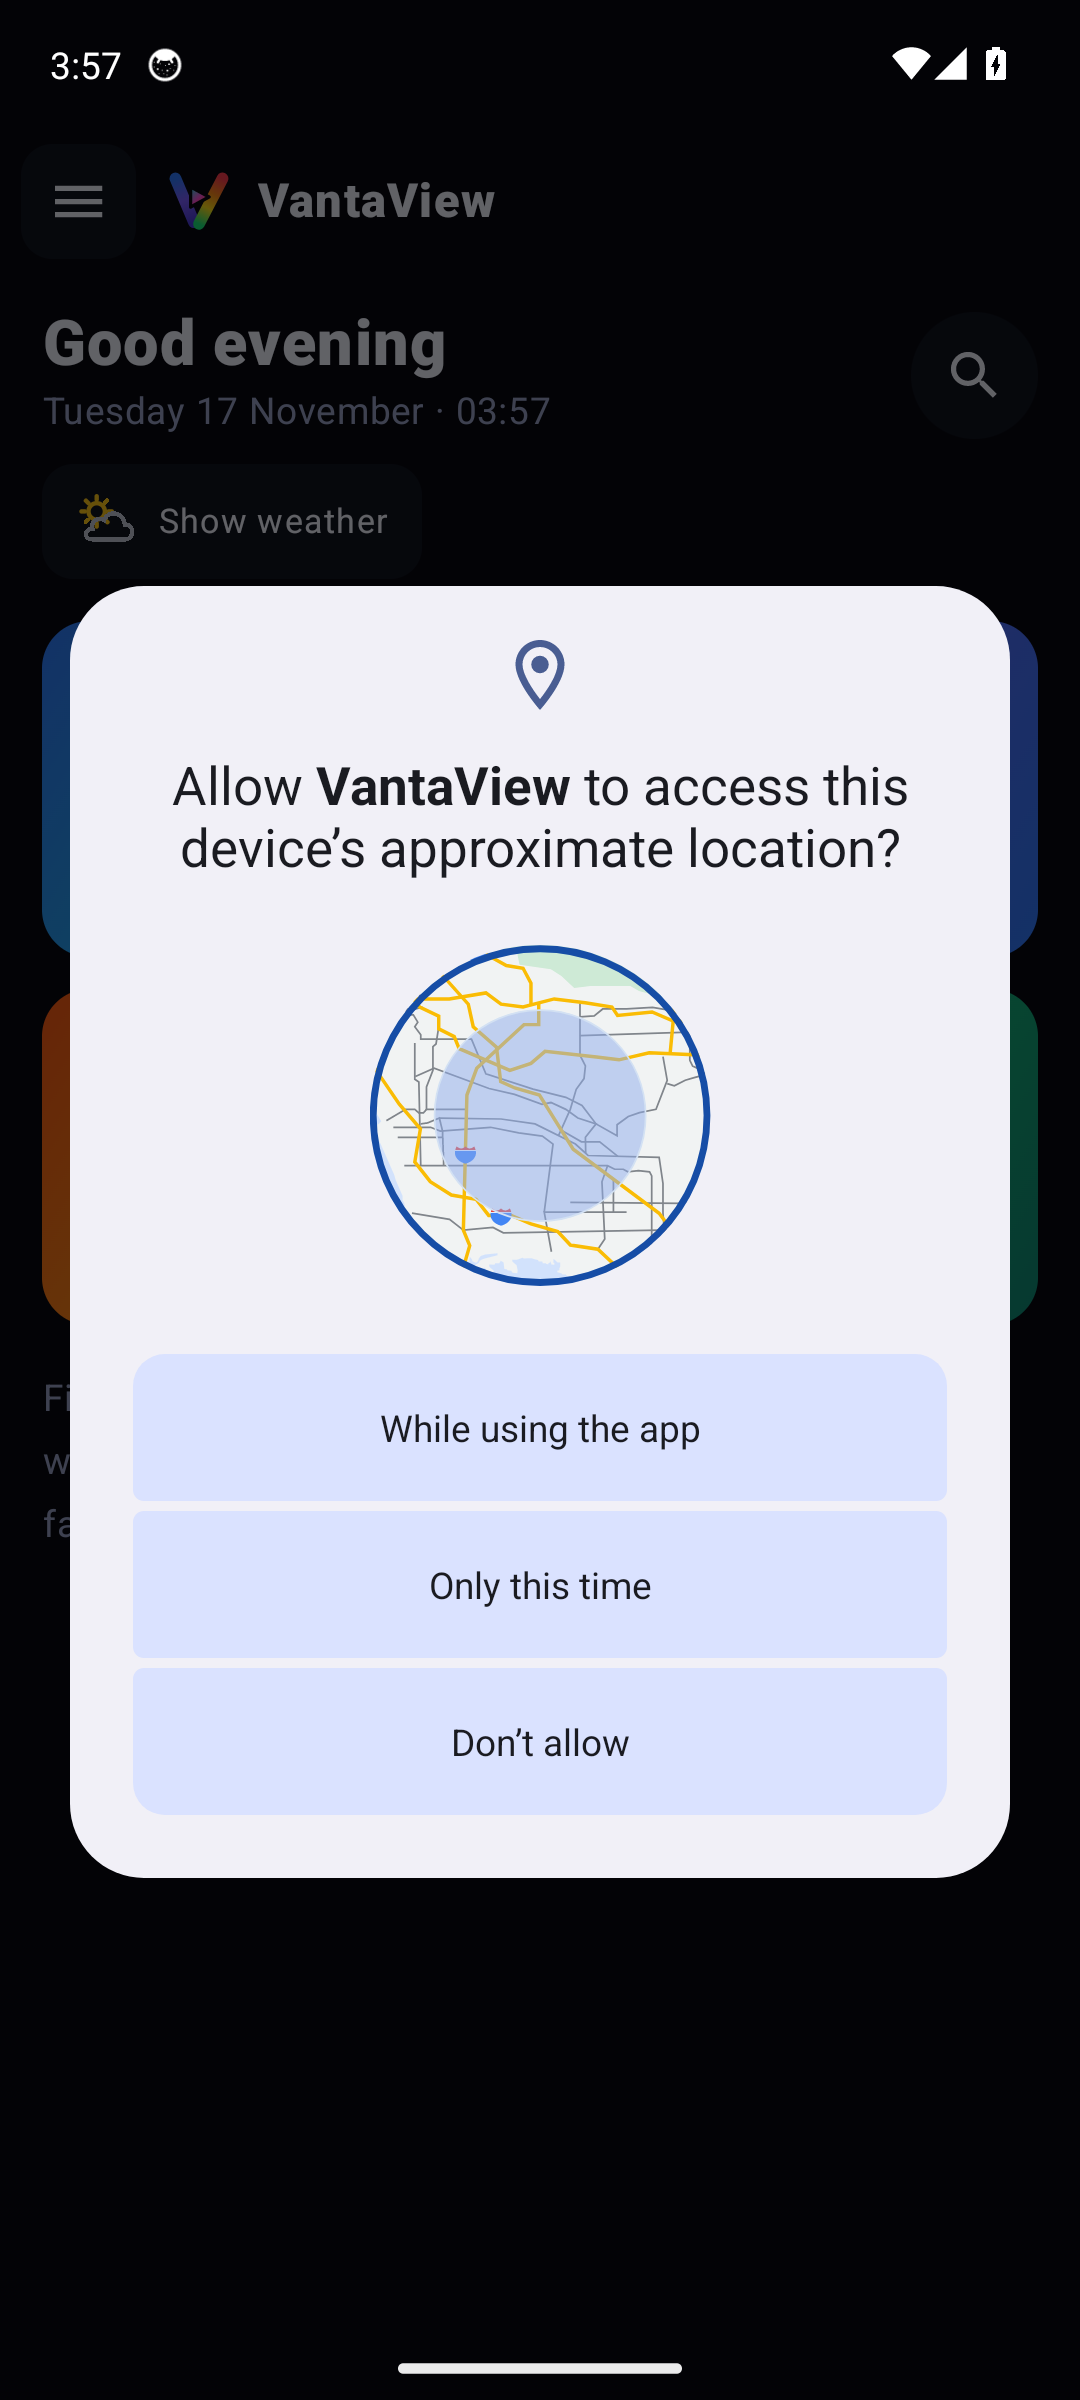 3:57
VantaView
Good evening
Tuesday 17 November · 03:57
Show weather
Allow VantaView to access this
device’s approximate location?
While using the app
Only this time
Don’t allow